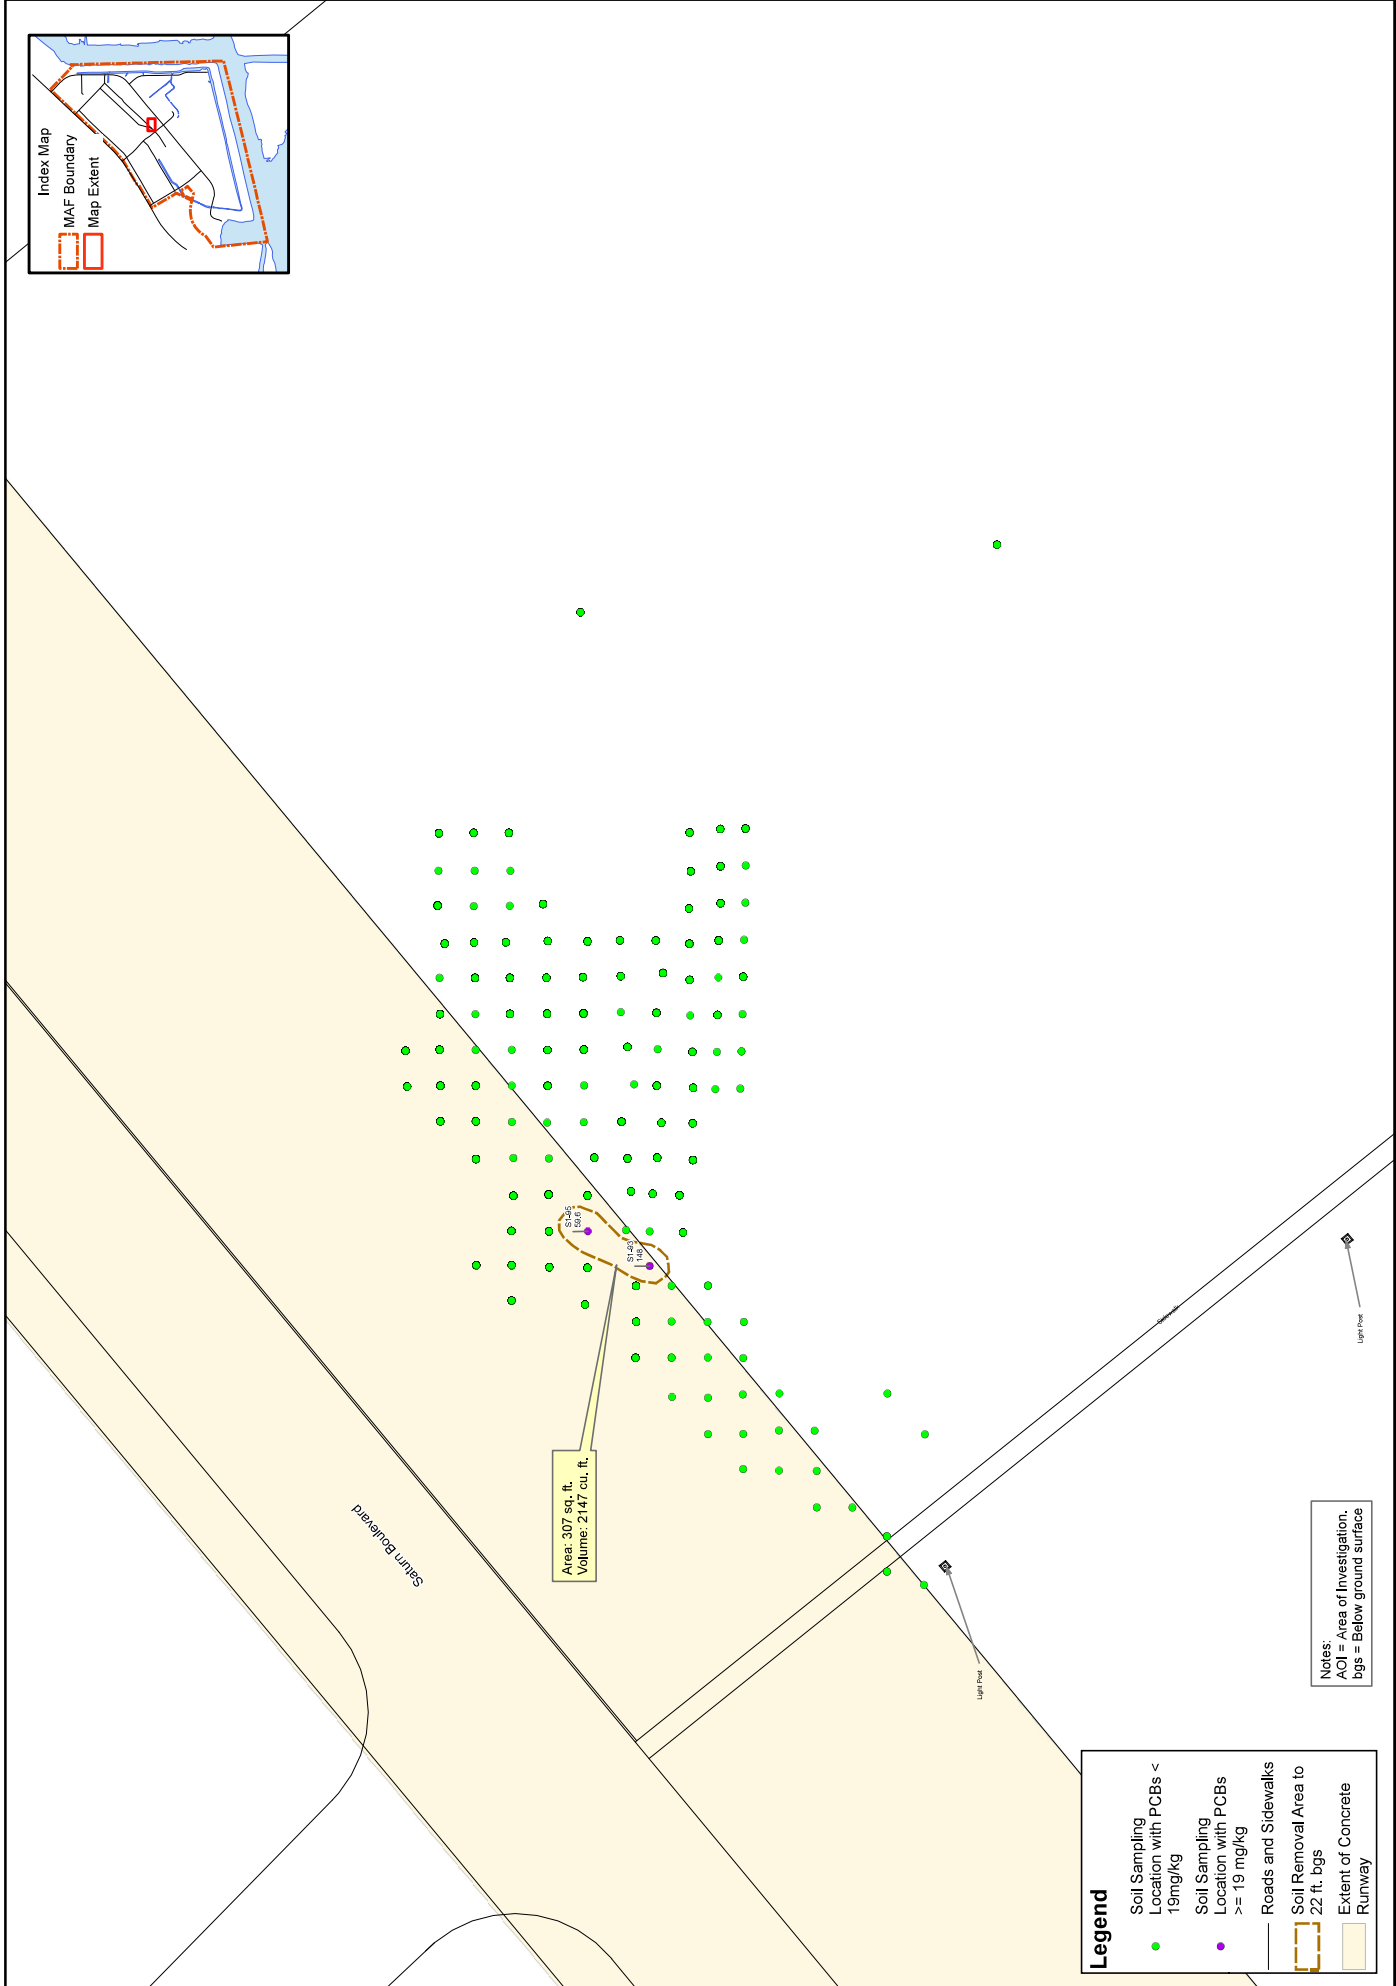 Index Map
MAF Boundary
Map Extent
S1-95
59.6
S1-93
148
Area: 307 sq. ft.
Volume: 2147 cu. ft.
Saturn Boulevard
Sidewalk
Light Post
Light Post
Notes:
AOI = Area of Investigation.
bgs = Below ground surface
Legend
Soil Sampling
Location with PCBs <
19mg/kg
Soil Sampling
Location with PCBs
>= 19 mg/kg
Roads and Sidewalks
Soil Removal Area to
22 ft. bgs
Extent of Concrete
Runway